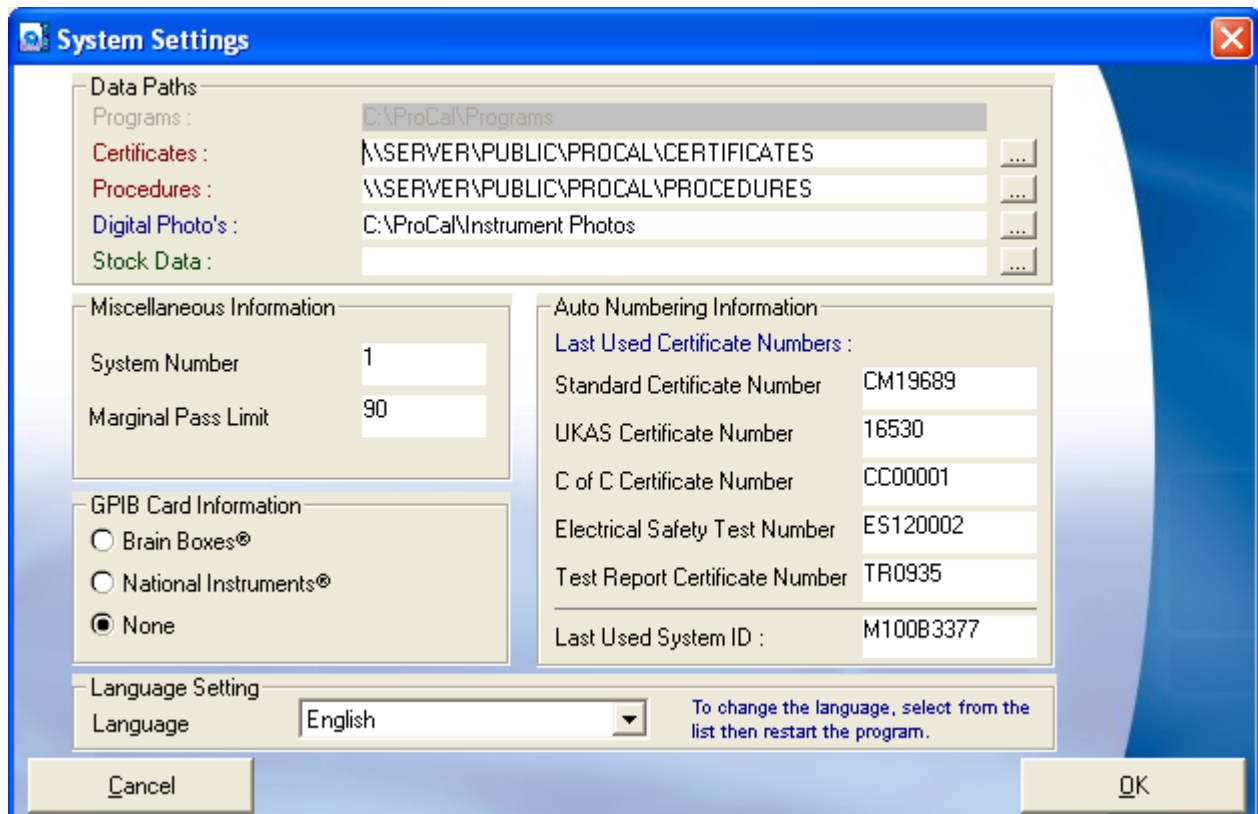 System Settings
Data Paths
Programs : C:\ProCal\Programs
Certificates : \\SERVER\PUBLIC\PROCAL\CERTIFICATES ...
Procedures : \\SERVER\PUBLIC\PROCAL\PROCEDURES ...
Digital Photo's : C:\ProCal\Instrument Photos ...
Stock Data : ...
Miscellaneous Information
System Number 1
Marginal Pass Limit 90
GPIB Card Information
Brain Boxes®
National Instruments®
None
Auto Numbering Information
Last Used Certificate Numbers :
Standard Certificate Number CM19689
UKAS Certificate Number 16530
C of C Certificate Number CC00001
Electrical Safety Test Number ES120002
Test Report Certificate Number TR0935
Last Used System ID : M100B3377
Language Setting
Language English
To change the language, select from the
list then restart the program.
Cancel
OK